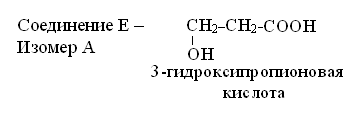 Соединение Е –
Изомер А
CH₂–CH₂-COOH
OH
3-гидроксипропионовая
кислота